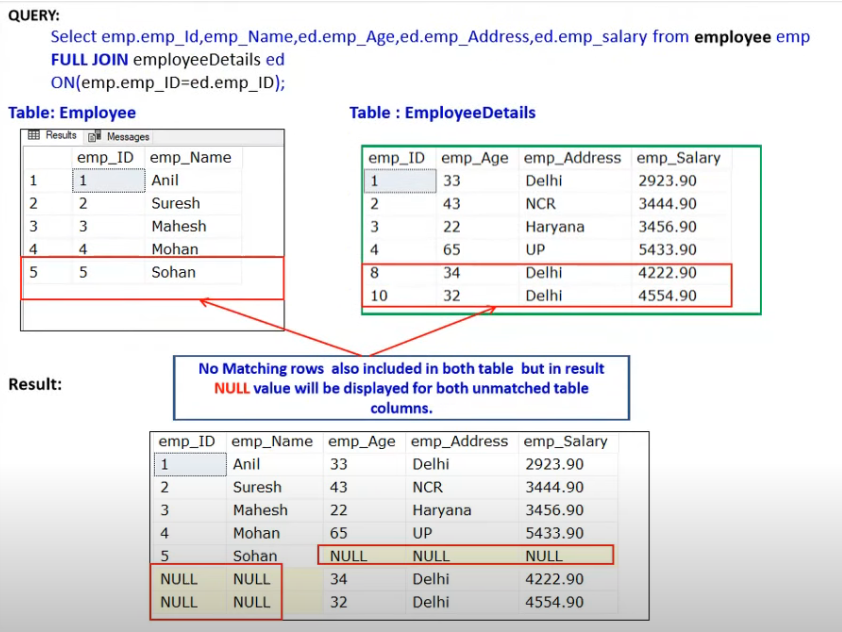 QUERY:
Select emp.emp_Id,emp_Name,ed.emp_Age,ed.emp_Address,ed.emp_salary from employee emp
FULL JOIN employeeDetails ed
ON(emp.emp_ID=ed.emp_ID);
Table: Employee
Results Messages
emp_ID emp_Name
1 1 Anil
2 2 Suresh
3 3 Mahesh
4 4 Mohan
5 5 Sohan
Table : EmployeeDetails
emp_ID emp_Age emp_Address emp_Salary
1 33 Delhi 2923.90
2 43 NCR 3444.90
3 22 Haryana 3456.90
4 65 UP 5433.90
8 34 Delhi 4222.90
10 32 Delhi 4554.90
No Matching rows also included in both table but in result
NULL value will be displayed for both unmatched table
columns.
Result:
emp_ID emp_Name emp_Age emp_Address emp_Salary
1 Anil 33 Delhi 2923.90
2 Suresh 43 NCR 3444.90
3 Mahesh 22 Haryana 3456.90
4 Mohan 65 UP 5433.90
5 Sohan NULL NULL NULL
NULL NULL 34 Delhi 4222.90
NULL NULL 32 Delhi 4554.90